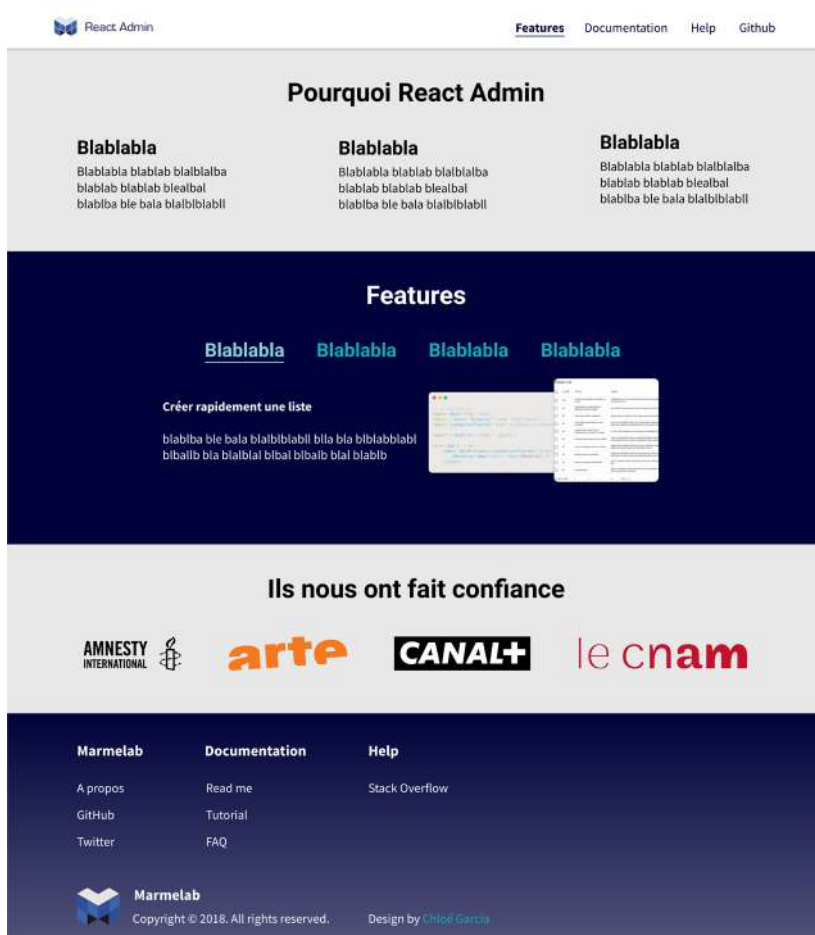 React Admin
Features Documentation Help Github
Pourquoi React Admin
Blablabla
Blablabla blablab blalblalba
blablab blablab blealbal
blablba ble bala blalblblabll
Blablabla
Blablabla blablab blalblalba
blablab blablab blealbal
blablba ble bala blalblblabll
Blablabla
Blablabla blablab blalblalba
blablab blablab blealbal
blablba ble bala blalblblabll
Features
Blablabla Blablabla Blablabla Blablabla
Créer rapidement une liste
blablba ble bala blalblblabll blla bla blblabblabl
blballb bla blalblal blbal blbalb blal blablb
Ils nous ont fait confiance
AMNESTY
INTERNATIONAL
arte
CANAL+
le cnam
Marmelab Documentation Help
A propos Read me Stack Overflow
GitHub Tutorial
Twitter FAQ
Marmelab
Copyright © 2018. All rights reserved. Design by Chloé Garcia